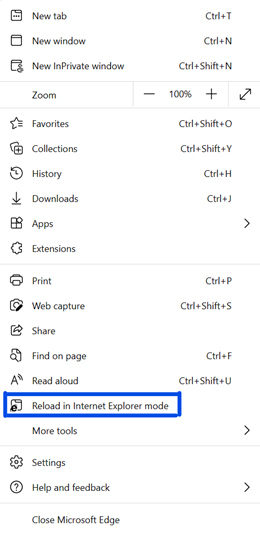 New tab Ctrl+T
New window Ctrl+N
New InPrivate window Ctrl+Shift+N
Zoom — 100% +
Favorites Ctrl+Shift+O
Collections Ctrl+Shift+Y
History Ctrl+H
Downloads Ctrl+J
Apps
Extensions
Print Ctrl+P
Web capture Ctrl+Shift+S
Share
Find on page Ctrl+F
Read aloud Ctrl+Shift+U
Reload in Internet Explorer mode
More tools
Settings
Help and feedback
Close Microsoft Edge